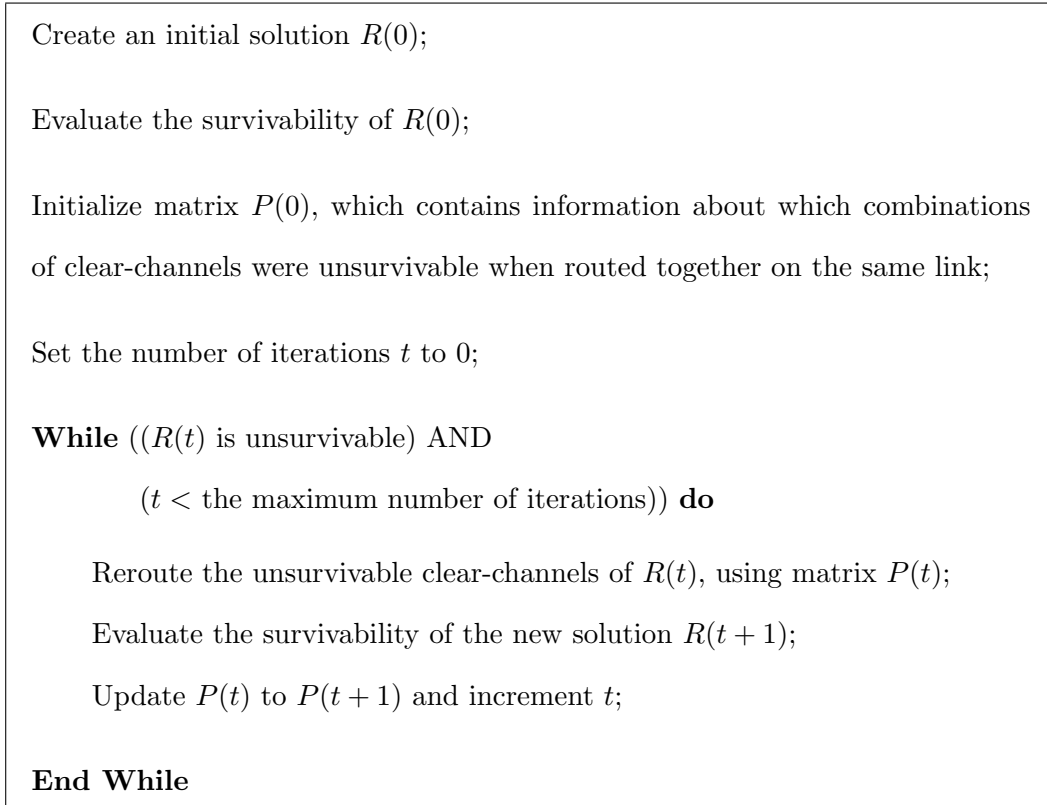 Create an initial solution R(0);
Evaluate the survivability of R(0);
Initialize matrix P(0), which contains information about which combinations
of clear-channels were unsurvivable when routed together on the same link;
Set the number of iterations t to 0;
While ((R(t) is unsurvivable) AND
(t < the maximum number of iterations)) do
Reroute the unsurvivable clear-channels of R(t), using matrix P(t);
Evaluate the survivability of the new solution R(t + 1);
Update P(t) to P(t + 1) and increment t;
End While